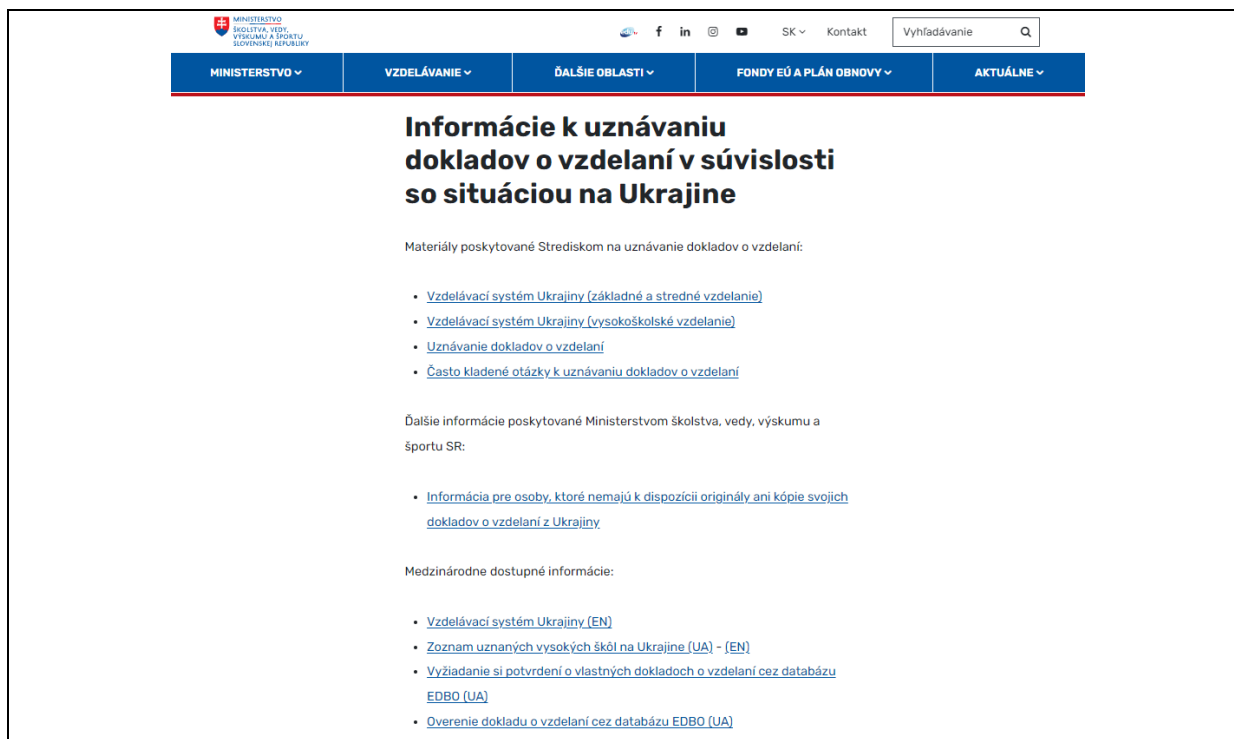 MINISTERSTVO
ŠKOLSTVA, VEDY,
VÝSKUMU A ŠPORTU
SLOVENSKEJ REPUBLIKY
SK Kontakt Vyhľadávanie
MINISTERSTVO VZDELÁVANIE ĎALŠIE OBLASTI FONDY EÚ A PLÁN OBNOVY AKTUÁLNE
Informácie k uznávaniu
dokladov o vzdelaní v súvislosti
so situáciou na Ukrajine
Materiály poskytované Strediskom na uznávanie dokladov o vzdelaní:
• Vzdelávací systém Ukrajiny (základné a stredné vzdelanie)
• Vzdelávací systém Ukrajiny (vysokoškolské vzdelanie)
• Uznávanie dokladov o vzdelaní
• Často kladené otázky k uznávaniu dokladov o vzdelaní
Ďalšie informácie poskytované Ministerstvom školstva, vedy, výskumu a
športu SR:
• Informácia pre osoby, ktoré nemajú k dispozícii originály ani kópie svojich
dokladov o vzdelaní z Ukrajiny
Medzinárodne dostupné informácie:
• Vzdelávací systém Ukrajiny (EN)
• Zoznam uznaných vysokých škôl na Ukrajine (UA) - (EN)
• Vyžiadanie si potvrdení o vlastných dokladoch o vzdelaní cez databázu
EDBO (UA)
• Overenie dokladu o vzdelaní cez databázu EDBO (UA)